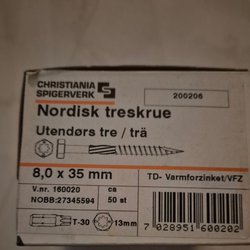 CHRISTIANIA
SPIGERVERK
200206
Nordisk treskrue
Utendørs tre / trä
8,0 x 35 mm
TD- Varmforzinket/VFZ
V.nr. 160020
ca
NOBB:27345594
50 st
T-30
13mm
7 028951 600202